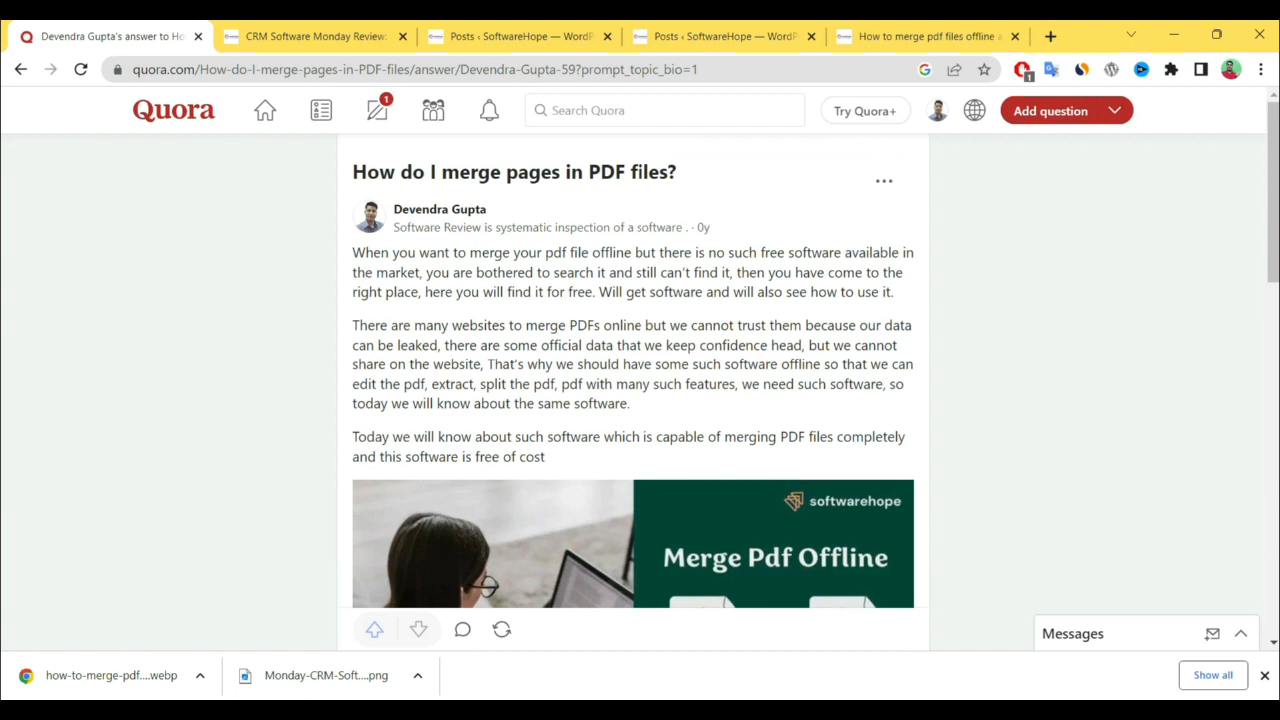 Devendra Gupta's answer to Ho
CRM Software Monday Review:
Posts ‹ SoftwareHope — WordP
Posts ‹ SoftwareHope — WordP
How to merge pdf files offline a
quora.com/How-do-I-merge-pages-in-PDF-files/answer/Devendra-Gupta-59?prompt_topic_bio=1
1
Quora
1
Search Quora
Try Quora+
Add question
How do I merge pages in PDF files?
Devendra Gupta
Software Review is systematic inspection of a software . · 0y
When you want to merge your pdf file offline but there is no such free software available in
the market, you are bothered to search it and still can't find it, then you have come to the
right place, here you will find it for free. Will get software and will also see how to use it.
There are many websites to merge PDFs online but we cannot trust them because our data
can be leaked, there are some official data that we keep confidence head, but we cannot
share on the website, That's why we should have some such software offline so that we can
edit the pdf, extract, split the pdf, pdf with many such features, we need such software, so
today we will know about the same software.
Today we will know about such software which is capable of merging PDF files completely
and this software is free of cost
softwarehope
Merge Pdf Offline
Messages
how-to-merge-pdf....webp
Monday-CRM-Soft....png
Show all